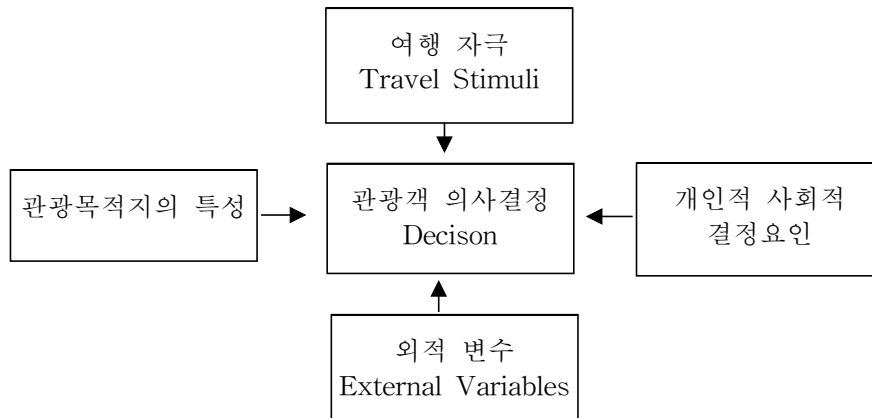 여행 자극
Travel Stimuli
관광목적지의 특성
관광객 의사결정
Decison
개인적 사회적
결정요인
외적 변수
External Variables